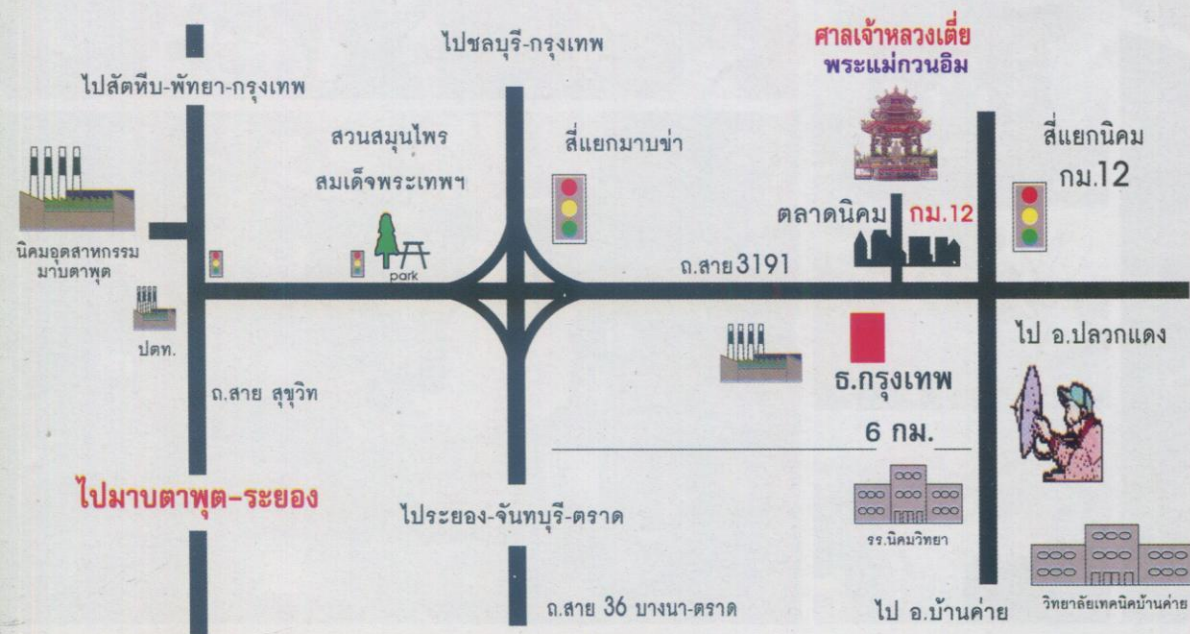 ไปชลบุรี-กรุงเทพ
ศาลเจ้าหลวงเตี่ย
พระแม่กวนอิม
ไปสัตหีบ-พัทยา-กรุงเทพ
สวนสมุนไพร
สมเด็จพระเทพฯ
สี่แยกมาบข่า
สี่แยกนิคม
กม.12
ตลาดนิคม กม.12
นิคมอุตสาหกรรม
มาบตาพุต
park
ถ.สาย3191
ปตท.
ไป อ.ปลวกแดง
ถ.สาย สุขุวิท
ธ.กรุงเทพ
6 กม.
ไปมาบตาพุต-ระยอง
ไประยอง-จันทบุรี-ตราด
รร.นิคมวิทยา
ถ.สาย 36 บางนา-ตราด
ไป อ.บ้านค่าย
วิทยาลัยเทคนิคบ้านค่าย